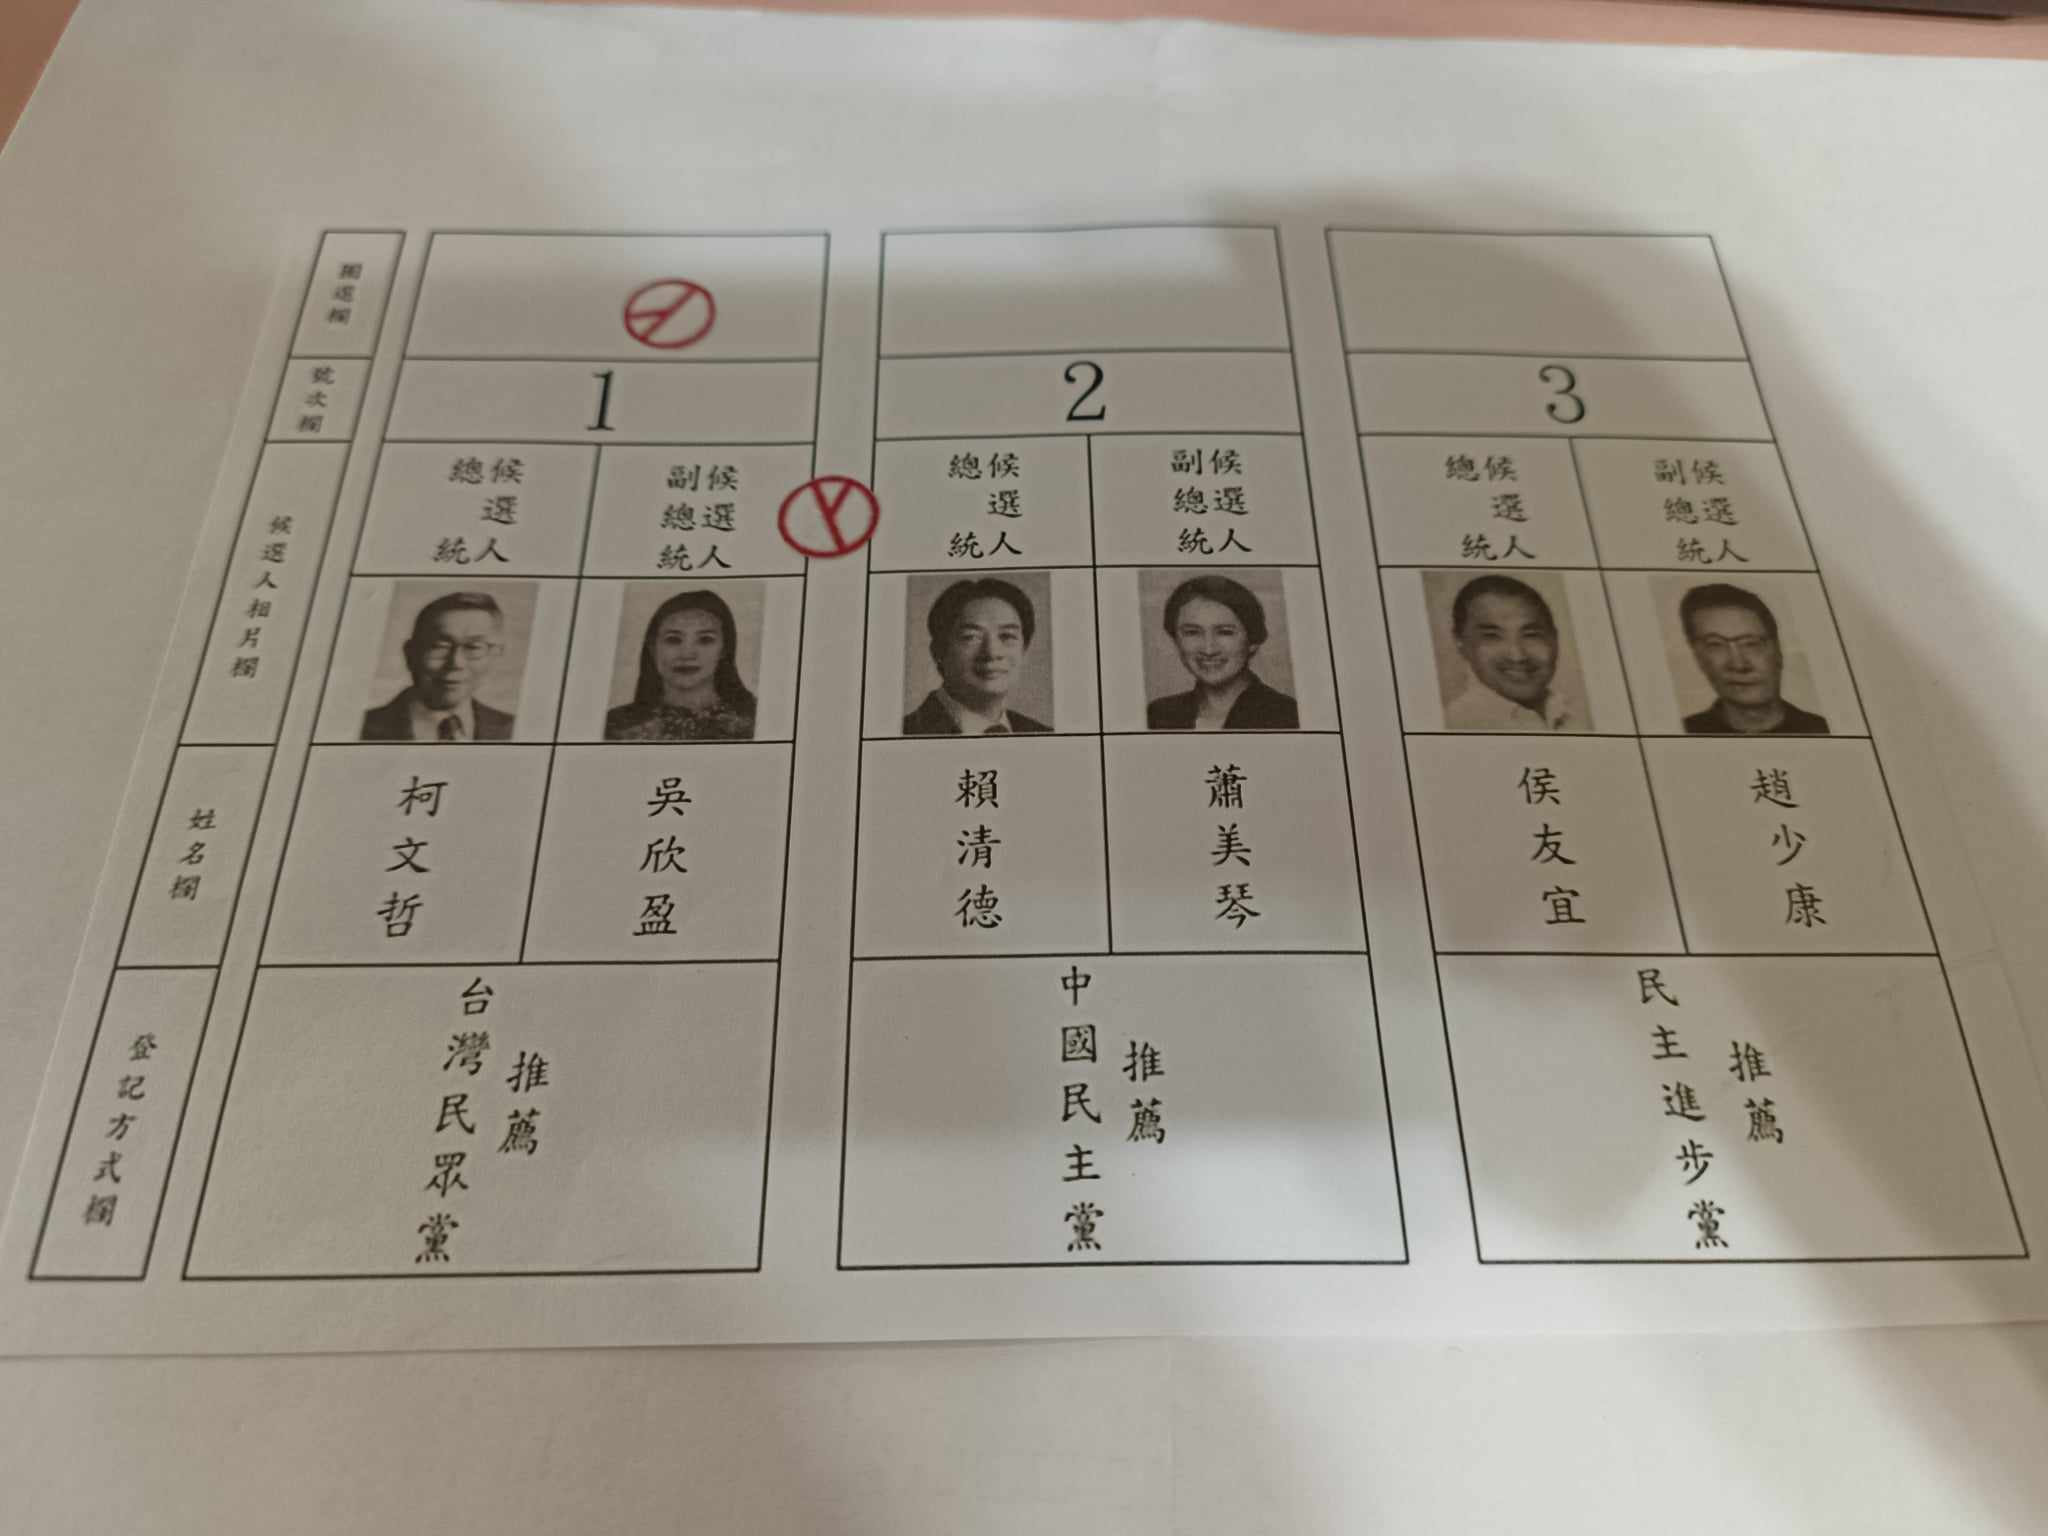 圈選欄
號次欄
1
2
3
候選人相片欄
總統
候選人
副總統
候選人
總統
候選人
副總統
候選人
總統
候選人
副總統
候選人
姓名欄
柯文哲
吳欣盈
賴清德
蕭美琴
侯友宜
趙少康
登記方式欄
台灣民眾黨
推薦
中國民主黨
推薦
民主進步黨
推薦